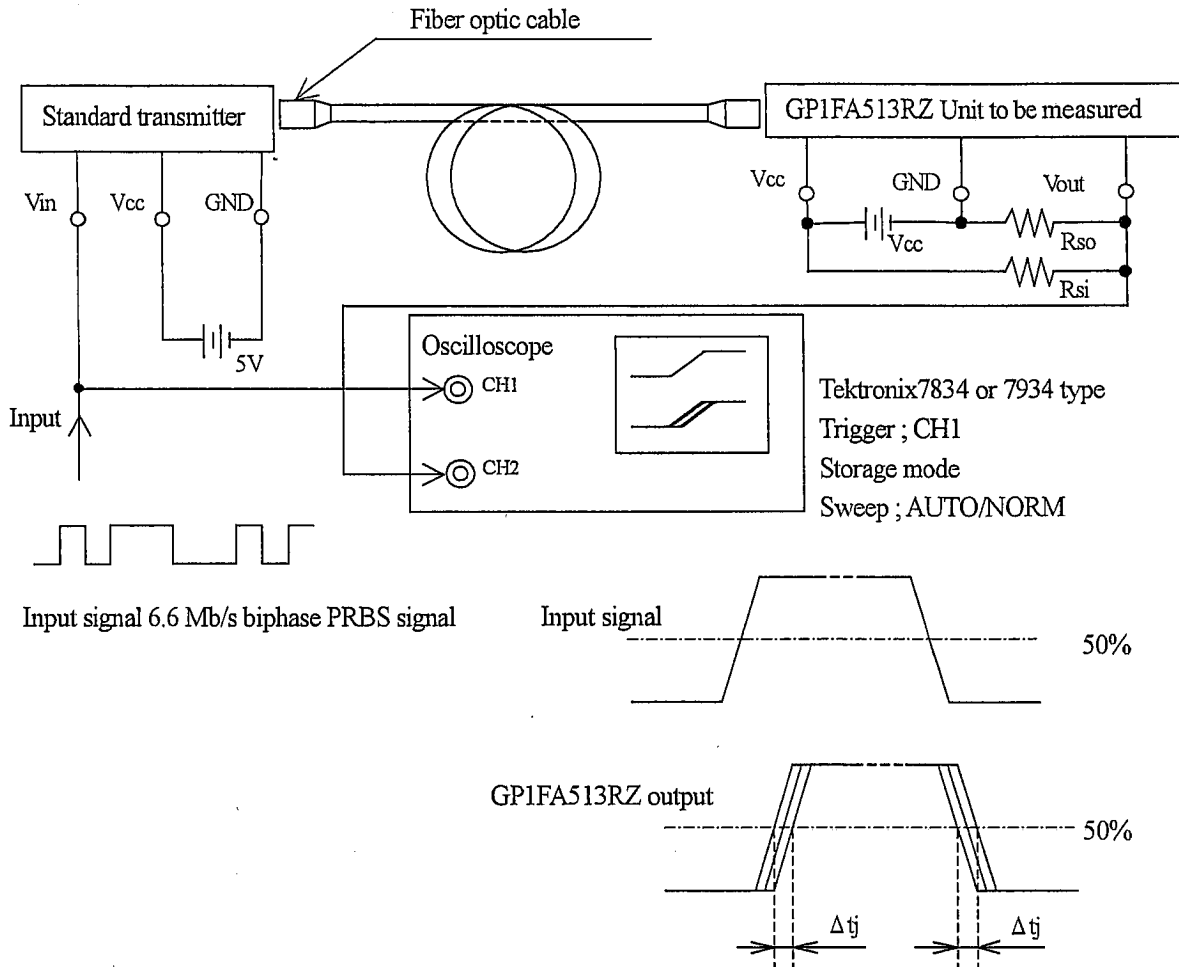 Fiber optic cable
Standard transmitter
GP1FA513RZ Unit to be measured
Vin
Vcc
GND
Vcc
GND
Vout
Vcc
Rso
Rsi
5V
Oscilloscope
CH1
CH2
Input
Tektronix7834 or 7934 type
Trigger ; CH1
Storage mode
Sweep ; AUTO/NORM
Input signal 6.6 Mb/s biphase PRBS signal
Input signal
50%
GP1FA513RZ output
50%
Δtj
Δtj